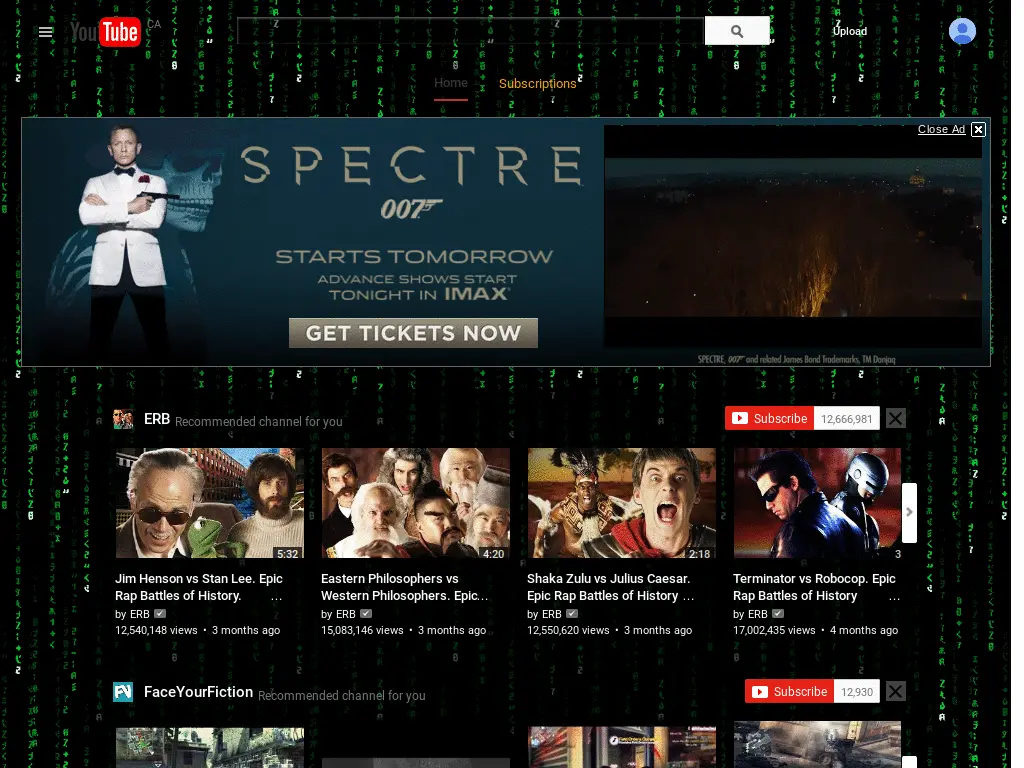 YouTube CA
Upload
Home Subscriptions
Close Ad
SPECTRE
007
STARTS TOMORROW
ADVANCE SHOWS START
TONIGHT IN IMAX
GET TICKETS NOW
SPECTRE, 007 and related James Bond Trademarks, TM Danjaq
ERB Recommended channel for you
Subscribe 12,666,981
5:32
4:20
2:18
3
Jim Henson vs Stan Lee. Epic
Rap Battles of History. ...
by ERB
12,540,148 views • 3 months ago
Eastern Philosophers vs
Western Philosophers. Epic...
by ERB
15,083,146 views • 3 months ago
Shaka Zulu vs Julius Caesar.
Epic Rap Battles of History ...
by ERB
12,550,620 views • 3 months ago
Terminator vs Robocop. Epic
Rap Battles of History ...
by ERB
17,002,435 views • 4 months ago
FaceYourFiction Recommended channel for you
Subscribe 12,930